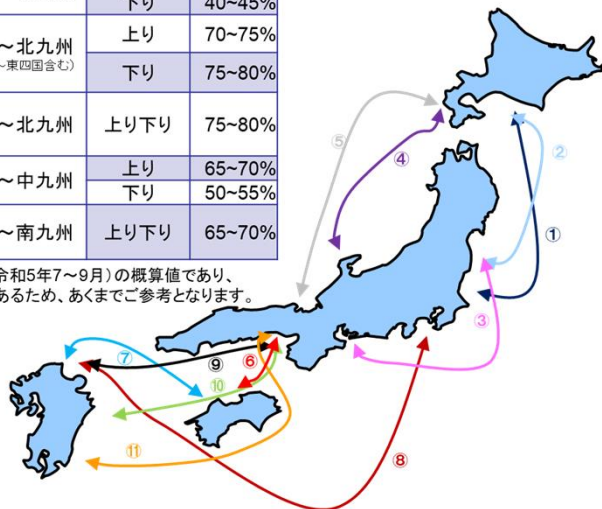 下り 40~45%
~北九州 上り 70~75%
~東四国含む)
下り 75~80%
~北九州 上り下り 75~80%
~中九州 上り 65~70%
下り 50~55%
~南九州 上り下り 65~70%
令和5年7~9月)の概算値であり、
あるため、あくまでご参考となります。
⑤
④
②
①
③
⑦
⑨
⑥
⑩
⑪
⑧